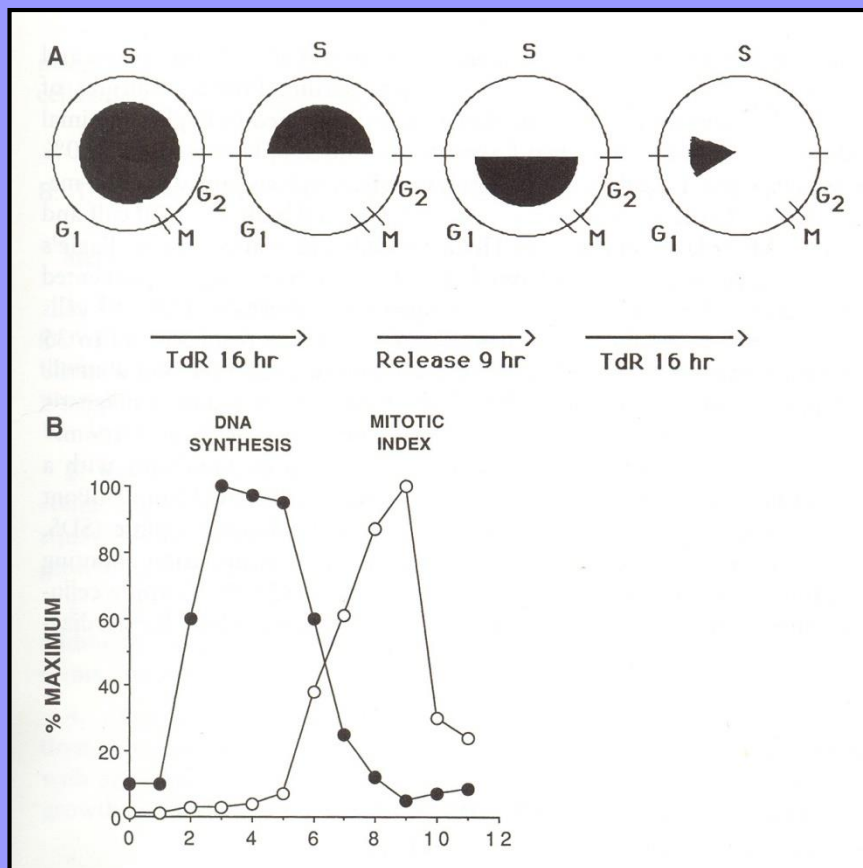 A
S
S
S
S
G2
G1
M
G2
G1
M
G2
G1
M
G2
G1
M
TdR 16 hr
Release 9 hr
TdR 16 hr
B
DNA
SYNTHESIS
MITOTIC
INDEX
100
80
60
40
20
0
% MAXIMUM
0 2 4 6 8 10 12